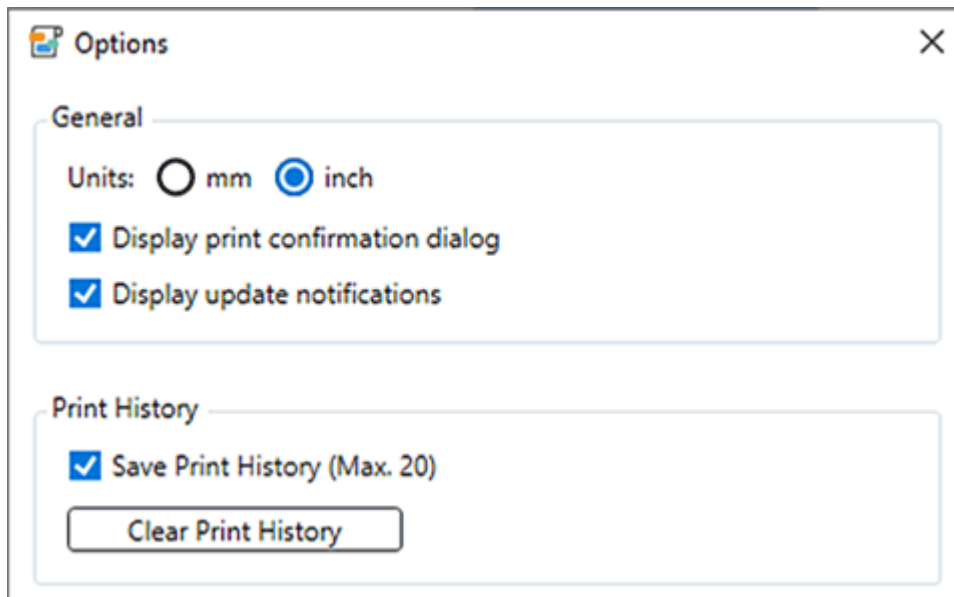 Options
General
Units: mm inch
Display print confirmation dialog
Display update notifications
Print History
Save Print History (Max. 20)
Clear Print History